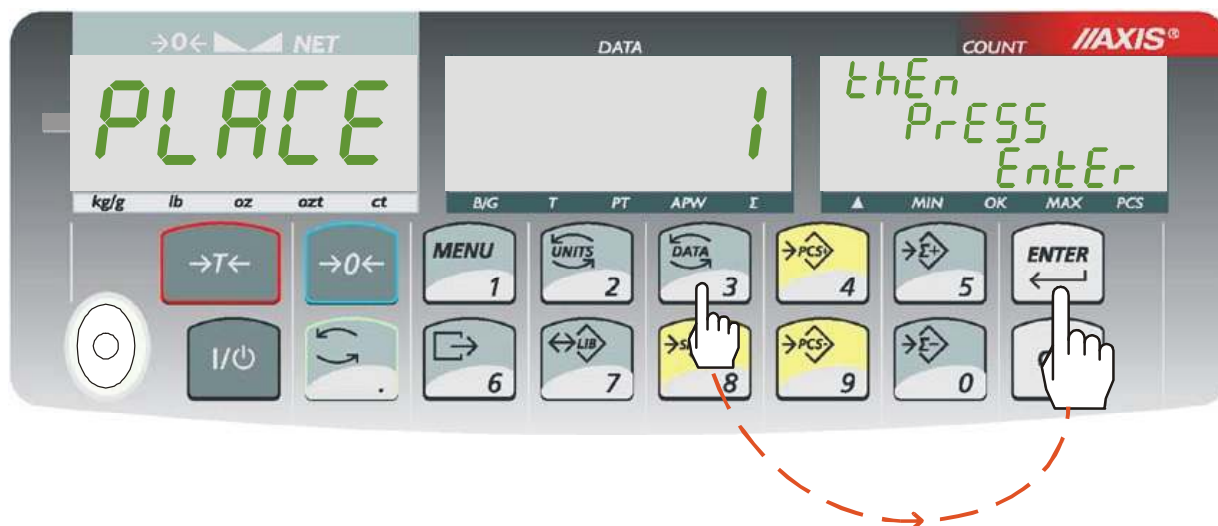 →0← NET
DATA
COUNT
//AXIS®
PLACE
1
thEn
PrESS
EntEr
kg/g lb oz ozt ct
B/G T PT APW Σ
▲ MIN OK MAX PCS
→T←
→0←
MENU 1
UNITS 2
DATA 3
→PCS+ 4
→Σ+ 5
ENTER
I/⏻
.
6
↔LIB 7
8
→PCS- 9
→Σ- 0